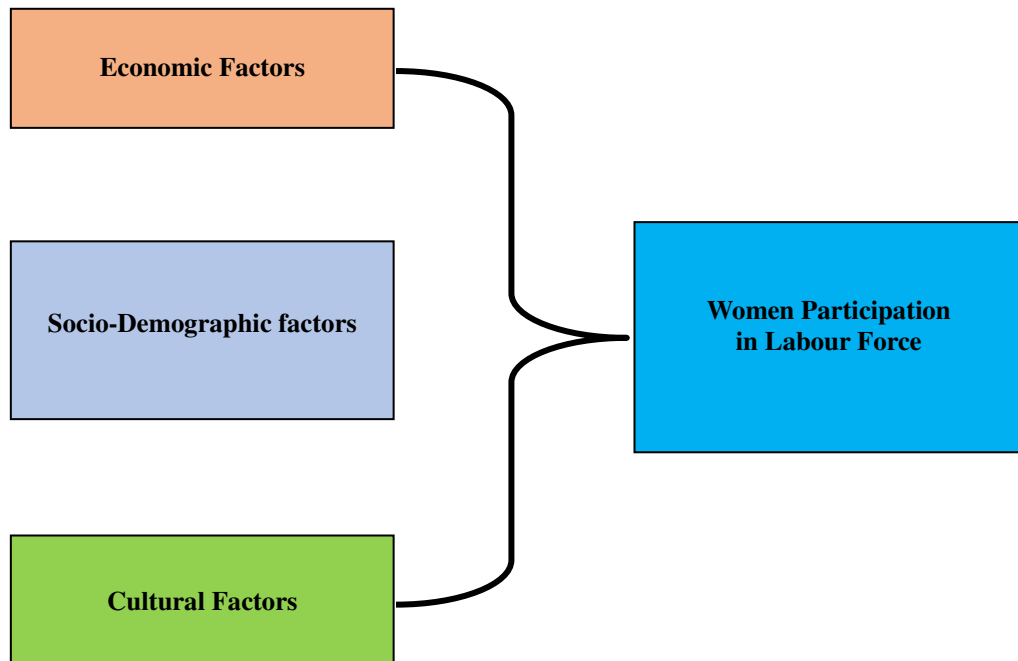 Economic Factors
Socio-Demographic factors
Women Participation
in Labour Force
Cultural Factors